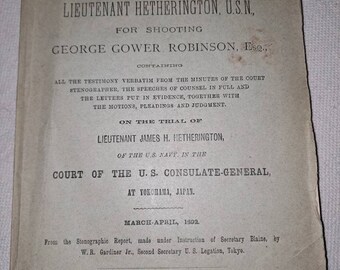 LIEUTENANT HETHERINGTON, U.S.N,
FOR SHOOTING
GEORGE GOWER ROBINSON, Esq.,
CONTAINING
ALL THE TESTIMONY VERBATIM FROM THE MINUTES OF THE COURT
STENOGRAPHER. THE SPEECHES OF COUNSEL IN FULL AND
THE LETTERS PUT IN EVIDENCE, TOGETHER WITH
THE MOTIONS, PLEADINGS AND JUDGMENT.
ON THE TRIAL OF
LIEUTENANT JAMES H. HETHERINGTON,
OF THE U.S. NAVY. IN THE
COURT OF THE U.S. CONSULATE-GENERAL,
AT YOKOHAMA, JAPAN.
MARCH-APRIL, 1892.
From the Stenographic Report, made under Instruction of Secretary Blaine, by
W. R. Gardiner Jr., Second Secretary U.S. Legation, Tokyo.